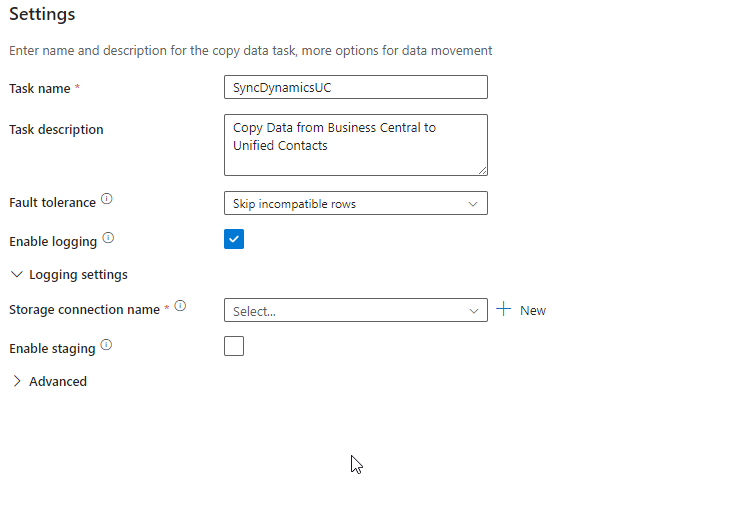 Settings
Enter name and description for the copy data task, more options for data movement
Task name *
SyncDynamicsUC
Task description
Copy Data from Business Central to
Unified Contacts
Fault tolerance
Skip incompatible rows
Enable logging
Logging settings
Storage connection name *
Select...
New
Enable staging
Advanced